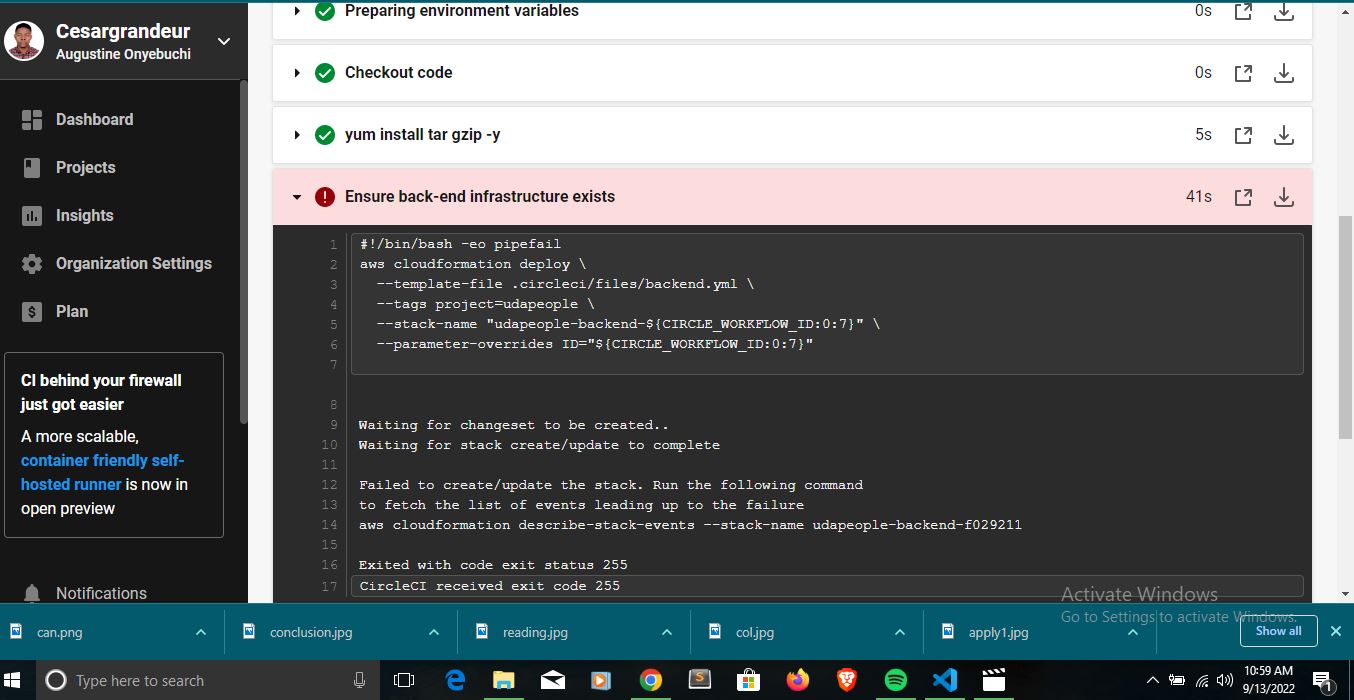 Cesargrandeur
Augustine Onyebuchi
Dashboard
Projects
Insights
Organization Settings
Plan
CI behind your firewall
just got easier
A more scalable,
container friendly self-
hosted runner is now in
open preview
Notifications
Preparing environment variables 0s
Checkout code 0s
yum install tar gzip -y 5s
Ensure back-end infrastructure exists 41s
1 #!/bin/bash -eo pipefail
2 aws cloudformation deploy \
3 --template-file .circleci/files/backend.yml \
4 --tags project=udapeople \
5 --stack-name "udapeople-backend-${CIRCLE_WORKFLOW_ID:0:7}" \
6 --parameter-overrides ID="${CIRCLE_WORKFLOW_ID:0:7}"
7
8
9 Waiting for changeset to be created..
10 Waiting for stack create/update to complete
11
12 Failed to create/update the stack. Run the following command
13 to fetch the list of events leading up to the failure
14 aws cloudformation describe-stack-events --stack-name udapeople-backend-f029211
15
16 Exited with code exit status 255
17 CircleCI received exit code 255
Activate Windows
Go to Settings to activate Windows.
can.png conclusion.jpg reading.jpg col.jpg apply1.jpg Show all
Type here to search
10:59 AM
9/13/2022
1